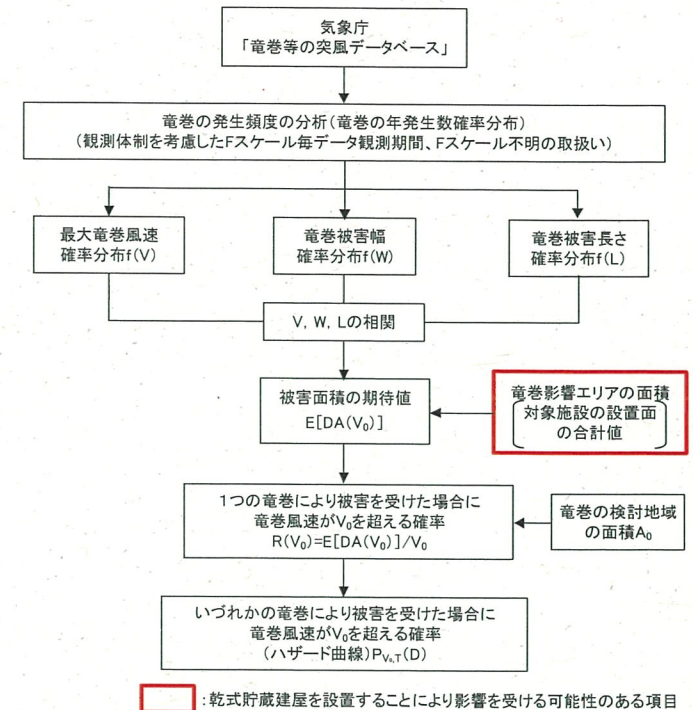 気象庁
「竜巻等の突風データベース」
竜巻の発生頻度の分析(竜巻の年発生数確率分布)
(観測体制を考慮したFスケール毎データ観測期間、Fスケール不明の取扱い)
最大竜巻風速
確率分布f(V)
竜巻被害幅
確率分布f(W)
竜巻被害長さ
確率分布f(L)
V, W, Lの相関
被害面積の期待値
E[DA(V₀)]
竜巻影響エリアの面積
対象施設の設置面
の合計値
1つの竜巻により被害を受けた場合に
竜巻風速がV₀を超える確率
R(V₀)=E[DA(V₀)]/V₀
竜巻の検討地域
の面積A₀
いづれかの竜巻により被害を受けた場合に
竜巻風速がV₀を超える確率
(ハザード曲線)P_V₀,T(D)
:乾式貯蔵建屋を設置することにより影響を受ける可能性のある項目